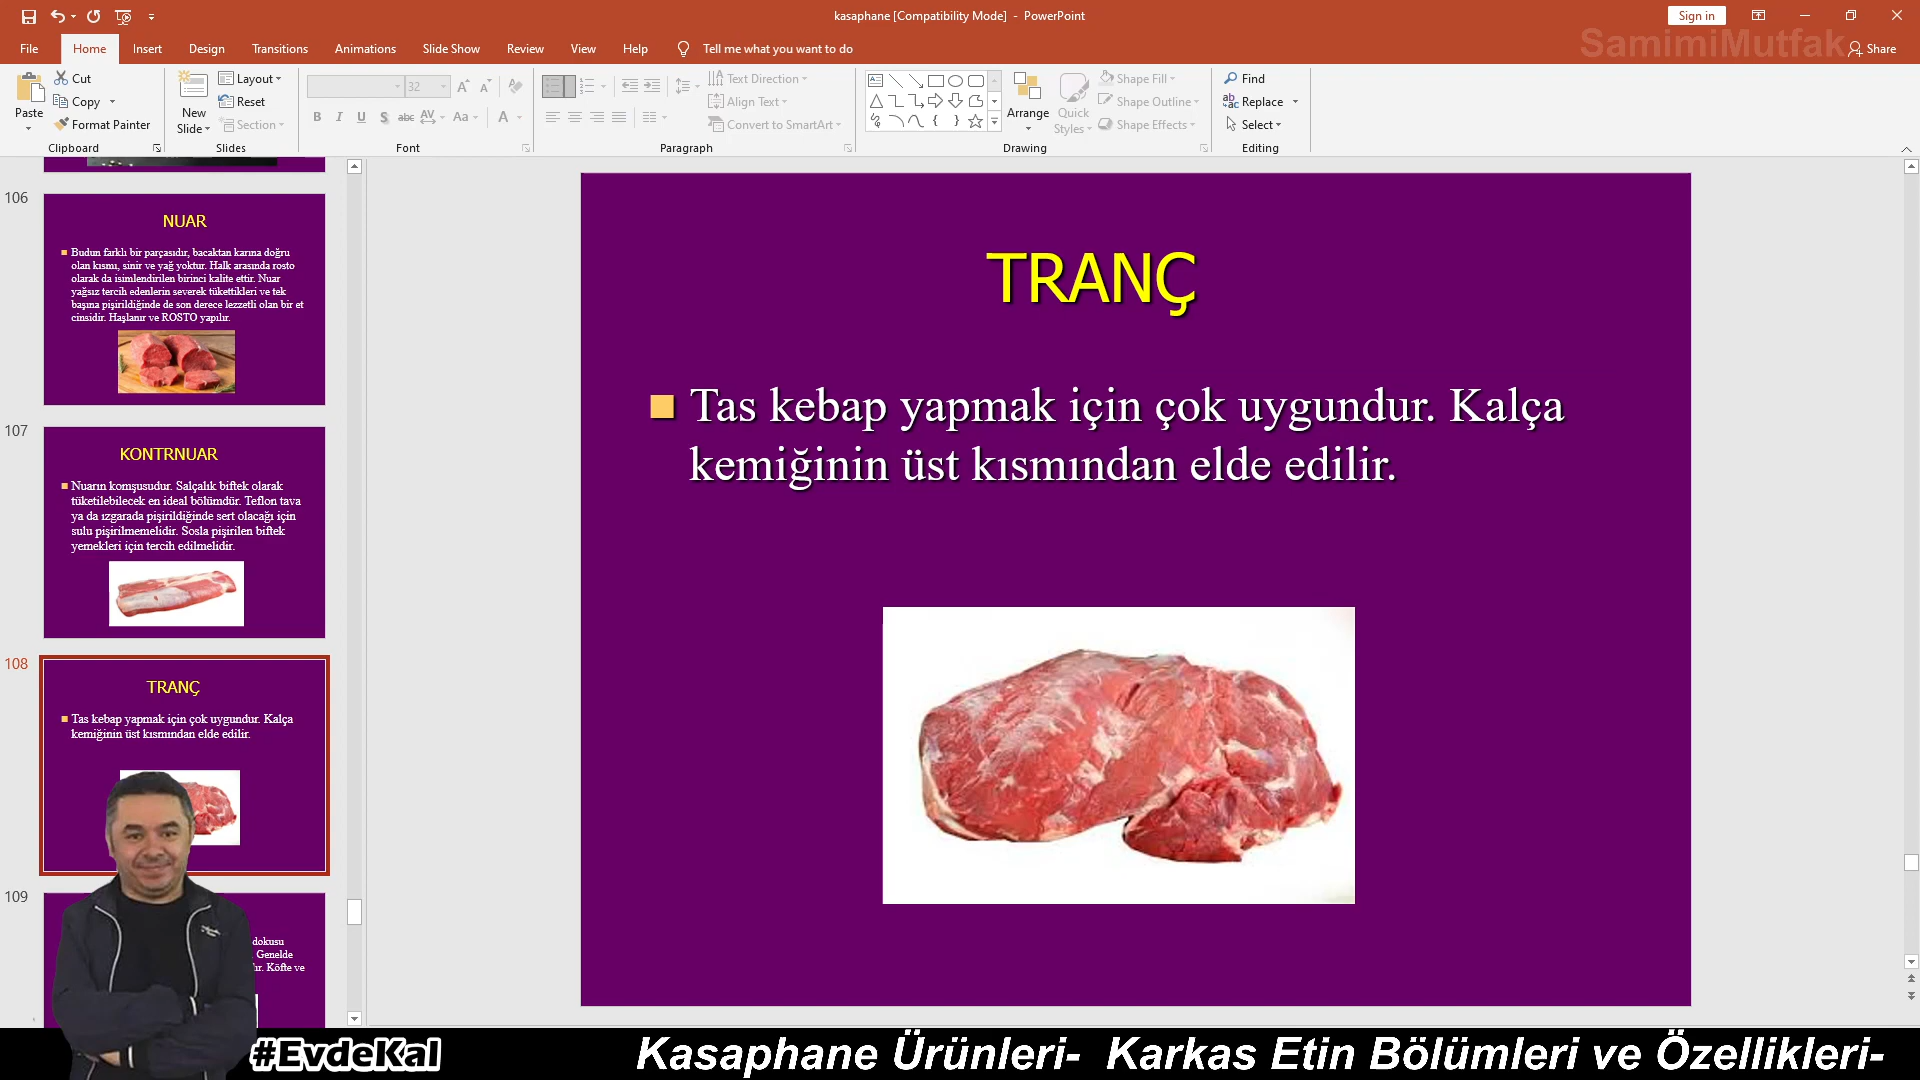 kasaphane [Compatibility Mode] - PowerPoint
Sign in
File
Home
Insert
Design
Transitions
Animations
Slide Show
Review
View
Help
Tell me what you want to do
SamimiMutfak
Share
Paste
Cut
Copy
Format Painter
Clipboard
New
Slide
Layout
Reset
Section
Slides
32
Font
Text Direction
Align Text
Convert to SmartArt
Paragraph
Arrange
Quick
Styles
Shape Fill
Shape Outline
Shape Effects
Drawing
Find
Replace
Select
Editing
106
NUAR
Budun farklı bir parçasıdır, bacaktan karına doğru
olan kısmı, sinir ve yağ yoktur. Halk arasında rosto
olarak da isimlendirilen birinci kalite ettir. Nuar
yağsız tercih edenlerin severek tükettikleri ve tek
başına pişirildiğinde de son derece lezzetli olan bir et
cinsidir. Haşlanır ve ROSTO yapılır.
107
KONTRNUAR
Nuarın komşusudur. Salçalık biftek olarak
tüketilebilecek en ideal bölümdür. Teflon tava
ya da ızgarada pişirildiğinde sert olacağı için
sulu pişirilmemelidir. Sosla pişirilen biftek
yemekleri için tercih edilmelidir.
108
TRANÇ
Tas kebap yapmak için çok uygundur. Kalça
kemiğinin üst kısmından elde edilir.
109
dokusu
Genelde
Köfte ve
TRANÇ
Tas kebap yapmak için çok uygundur. Kalça
kemiğinin üst kısmından elde edilir.
#EvdeKal
Kasaphane Ürünleri- Karkas Etin Bölümleri ve Özellikleri-